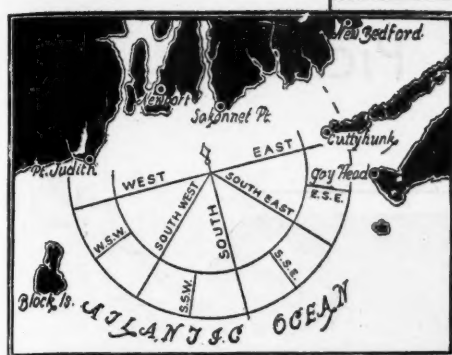 New Bedford
Newport
Sakonnet Pt.
Cuttyhunk
Pt. Judith
Gay Head
WEST
EAST
SOUTH WEST
SOUTH EAST
E.S.E.
W.S.W.
SOUTH
S.S.W.
S.S.E.
Block Is.
ATLANTIC OCEAN